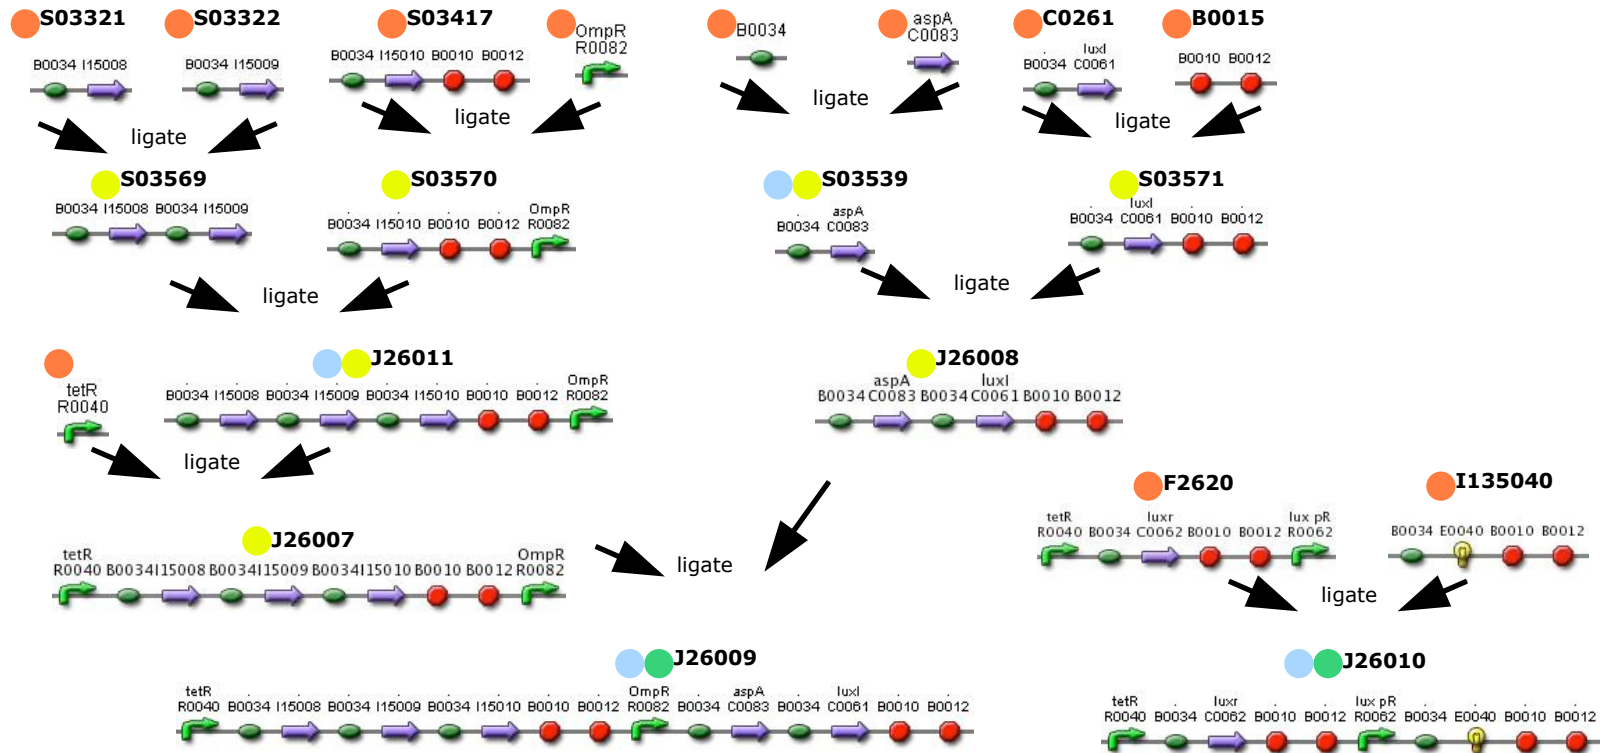 S03321 S03322 S03417 OmpR R0082 B0034 aspA C0083 C0261 B0015
B0034 I15008 B0034 I15009 B0034 I15010 B0010 B0012 B0034 luxI C0061 B0010 B0012
ligate ligate ligate ligate
S03569 S03570 S03539 S03571
B0034 I15008 B0034 I15009 B0034 I15010 B0010 B0012 OmpR R0082 B0034 aspA C0083 B0034 luxI C0061 B0010 B0012
ligate ligate
J26011 J26008
tetR R0040
B0034 I15008 B0034 I15009 B0034 I15010 B0010 B0012 OmpR R0082
aspA luxI
B0034 C0083 B0034 C0061 B0010 B0012
ligate
F2620 I135040
tetR luxr lux pR
R0040 B0034 C0062 B0010 B0012 R0062 B0034 E0040 B0010 B0012
J26007
tetR OmpR
R0040 B0034 I15008 B0034 I15009 B0034 I15010 B0010 B0012 R0082
ligate ligate
J26009 J26010
tetR OmpR aspA luxI
R0040 B0034 I15008 B0034 I15009 B0034 I15010 B0010 B0012 R0082 B0034 C0083 B0034 C0061 B0010 B0012
tetR luxr lux pR
R0040 B0034 C0062 B0010 B0012 R0062 B0034 E0040 B0010 B0012